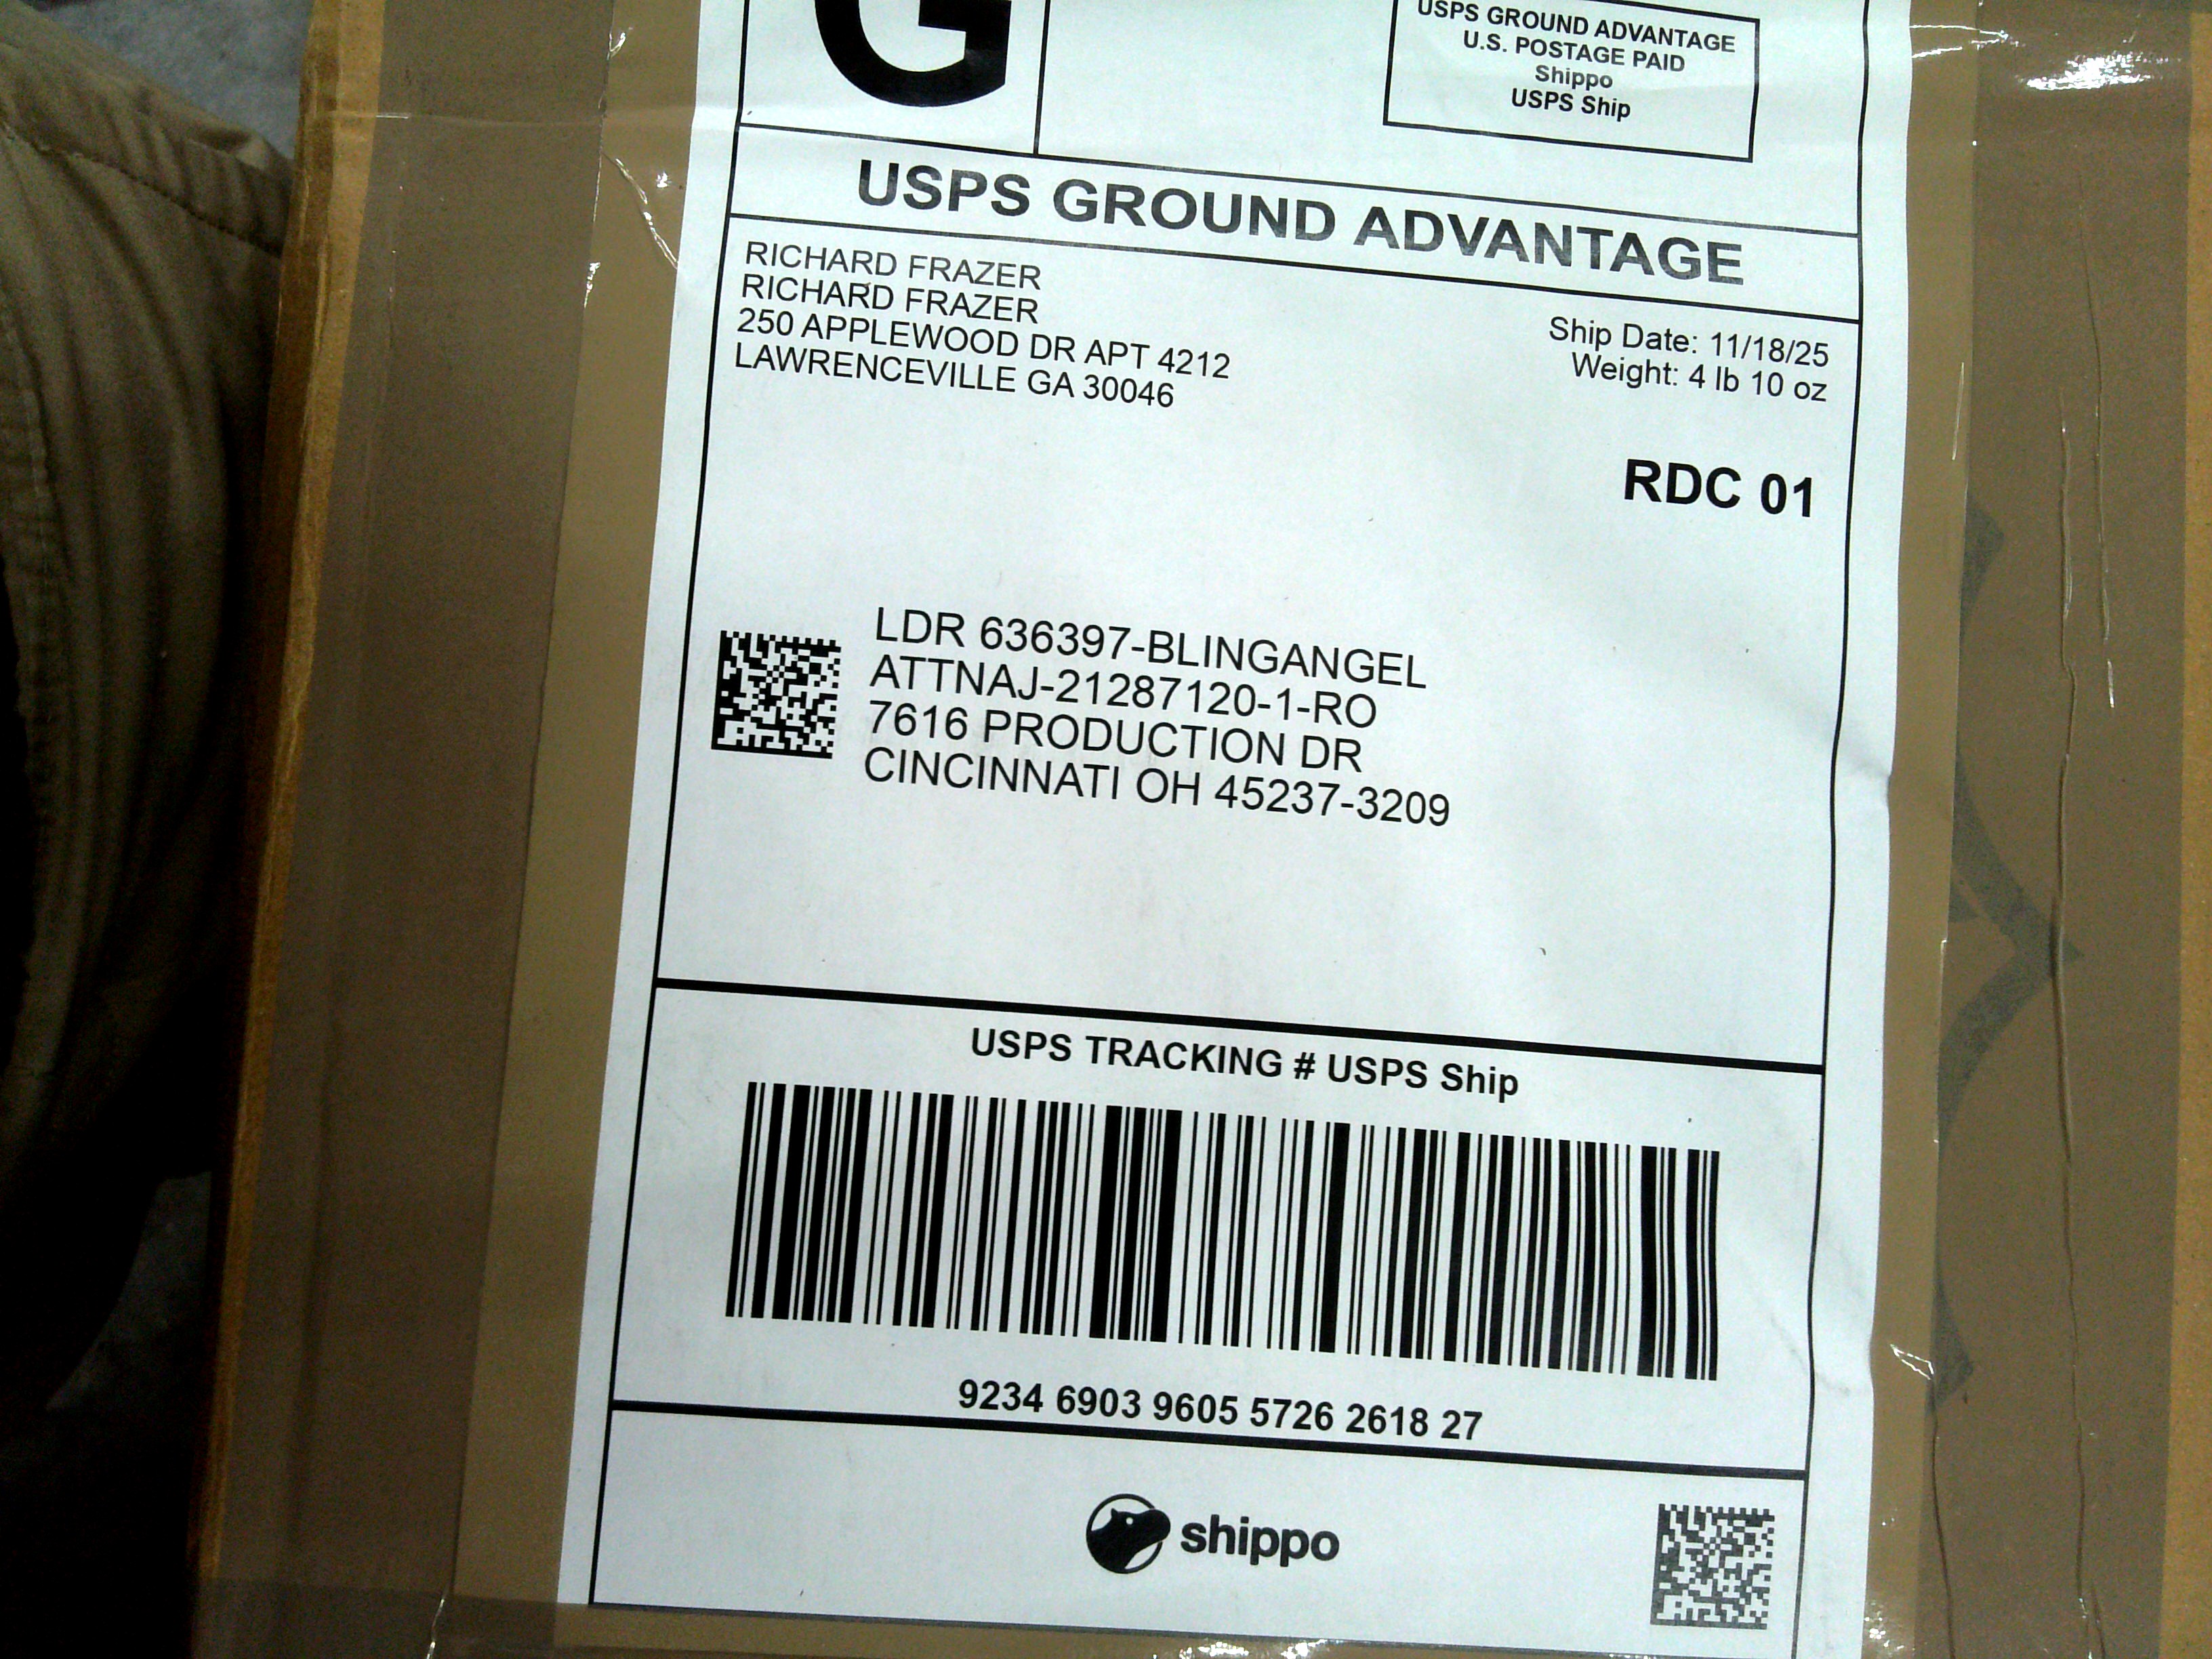 G
USPS GROUND ADVANTAGE
U.S. POSTAGE PAID
Shippo
USPS Ship
USPS GROUND ADVANTAGE
RICHARD FRAZER
RICHARD FRAZER
250 APPLEWOOD DR APT 4212
LAWRENCEVILLE GA 30046
Ship Date: 11/18/25
Weight: 4 lb 10 oz
RDC 01
LDR 636397-BLINGANGEL
ATTNAJ-21287120-1-RO
7616 PRODUCTION DR
CINCINNATI OH 45237-3209
USPS TRACKING # USPS Ship
9234 6903 9605 5726 2618 27
shippo